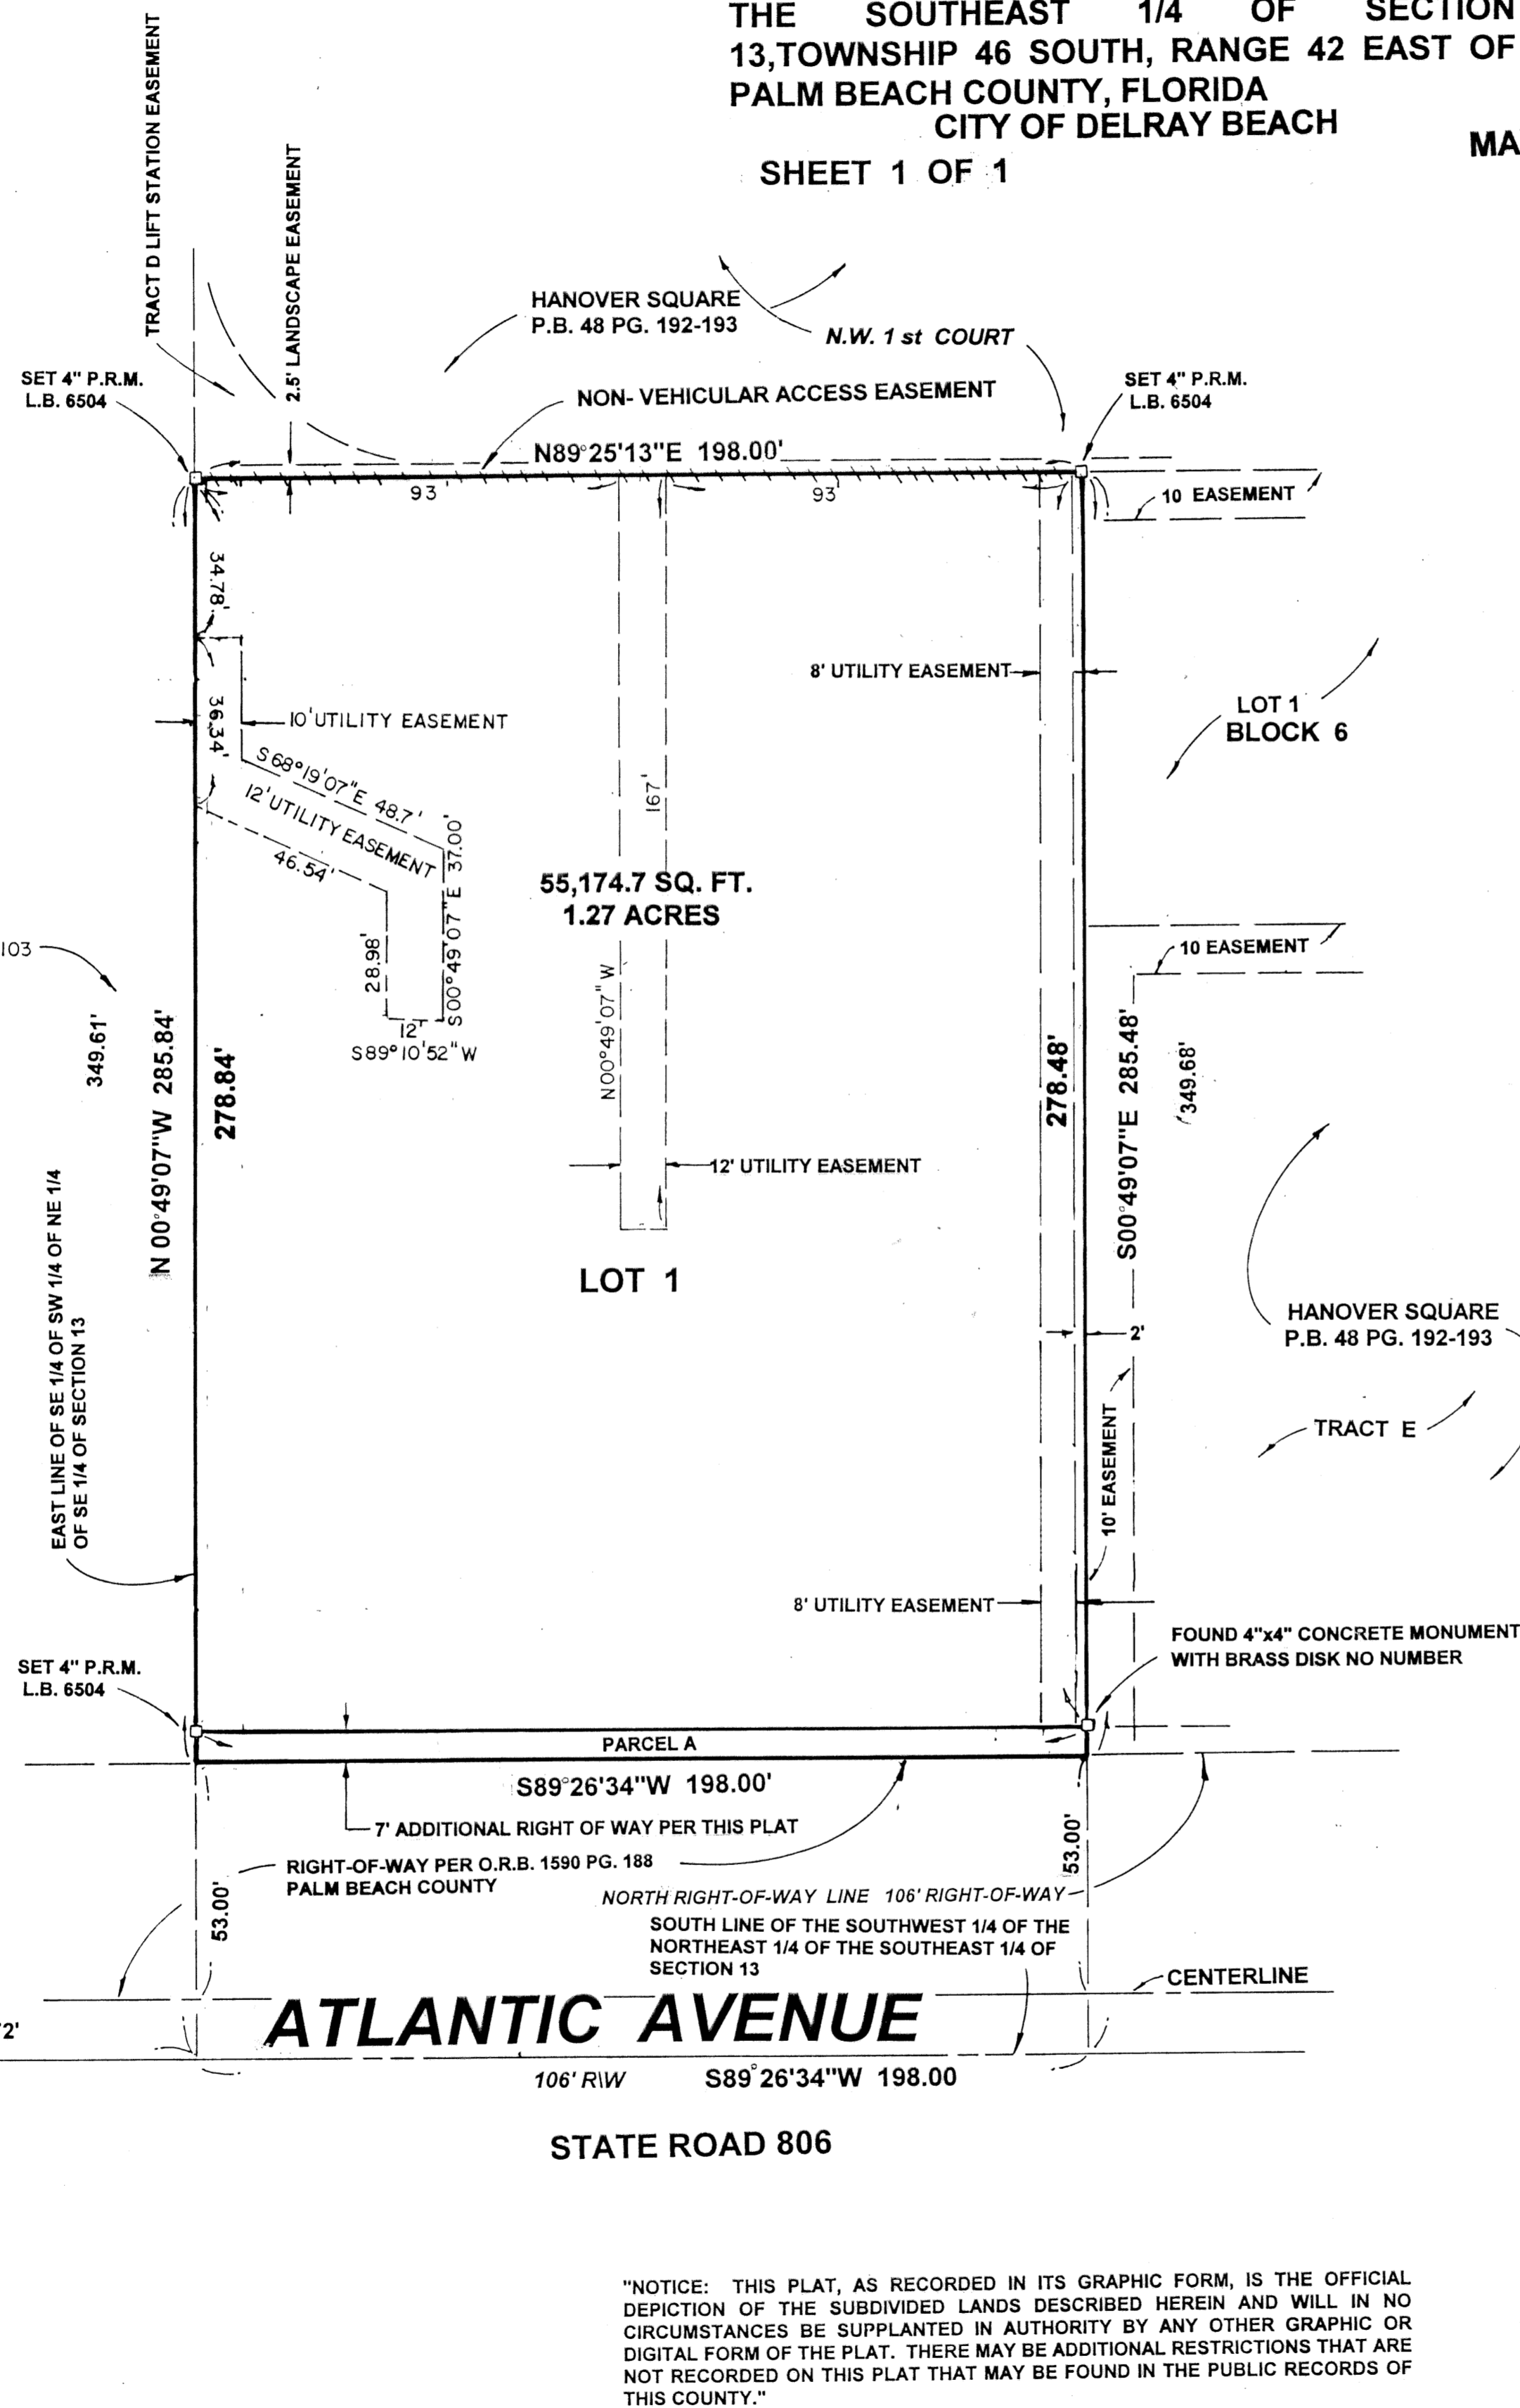 THE SOUTHEAST 1/4 OF SECTION
13,TOWNSHIP 46 SOUTH, RANGE 42 EAST OF
PALM BEACH COUNTY, FLORIDA
CITY OF DELRAY BEACH
MA
SHEET 1 OF 1
TRACT D LIFT STATION EASEMENT
2.5' LANDSCAPE EASEMENT
HANOVER SQUARE
P.B. 48 PG. 192-193
N.W. 1 st COURT
SET 4" P.R.M.
L.B. 6504
NON- VEHICULAR ACCESS EASEMENT
SET 4" P.R.M.
L.B. 6504
N89°25'13"E 198.00'
93'
93'
10 EASEMENT
34.78'
36.34'
10' UTILITY EASEMENT
8' UTILITY EASEMENT
LOT 1
BLOCK 6
S68°19'07"E 48.7'
12' UTILITY EASEMENT
46.54'
S00°49'07"E 37.00'
28.98'
12'
S89°10'52"W
167'
55,174.7 SQ. FT.
1.27 ACRES
N00°49'07"W
103
349.61'
N 00°49'07"W 285.84'
278.84'
278.48'
S00°49'07"E 285.48'
349.68'
10 EASEMENT
12' UTILITY EASEMENT
LOT 1
EAST LINE OF SE 1/4 OF SW 1/4 OF NE 1/4
OF SE 1/4 OF SECTION 13
2'
HANOVER SQUARE
P.B. 48 PG. 192-193
TRACT E
10' EASEMENT
8' UTILITY EASEMENT
FOUND 4"x4" CONCRETE MONUMENT
WITH BRASS DISK NO NUMBER
SET 4" P.R.M.
L.B. 6504
PARCEL A
S89°26'34"W 198.00'
7' ADDITIONAL RIGHT OF WAY PER THIS PLAT
RIGHT-OF-WAY PER O.R.B. 1590 PG. 188
PALM BEACH COUNTY
53.00'
53.00'
NORTH RIGHT-OF-WAY LINE 106' RIGHT-OF-WAY
SOUTH LINE OF THE SOUTHWEST 1/4 OF THE
NORTHEAST 1/4 OF THE SOUTHEAST 1/4 OF
SECTION 13
CENTERLINE
ATLANTIC AVENUE
2'
106' R\W
S89°26'34"W 198.00
STATE ROAD 806
"NOTICE: THIS PLAT, AS RECORDED IN ITS GRAPHIC FORM, IS THE OFFICIAL
DEPICTION OF THE SUBDIVIDED LANDS DESCRIBED HEREIN AND WILL IN NO
CIRCUMSTANCES BE SUPPLANTED IN AUTHORITY BY ANY OTHER GRAPHIC OR
DIGITAL FORM OF THE PLAT. THERE MAY BE ADDITIONAL RESTRICTIONS THAT ARE
NOT RECORDED ON THIS PLAT THAT MAY BE FOUND IN THE PUBLIC RECORDS OF
THIS COUNTY."